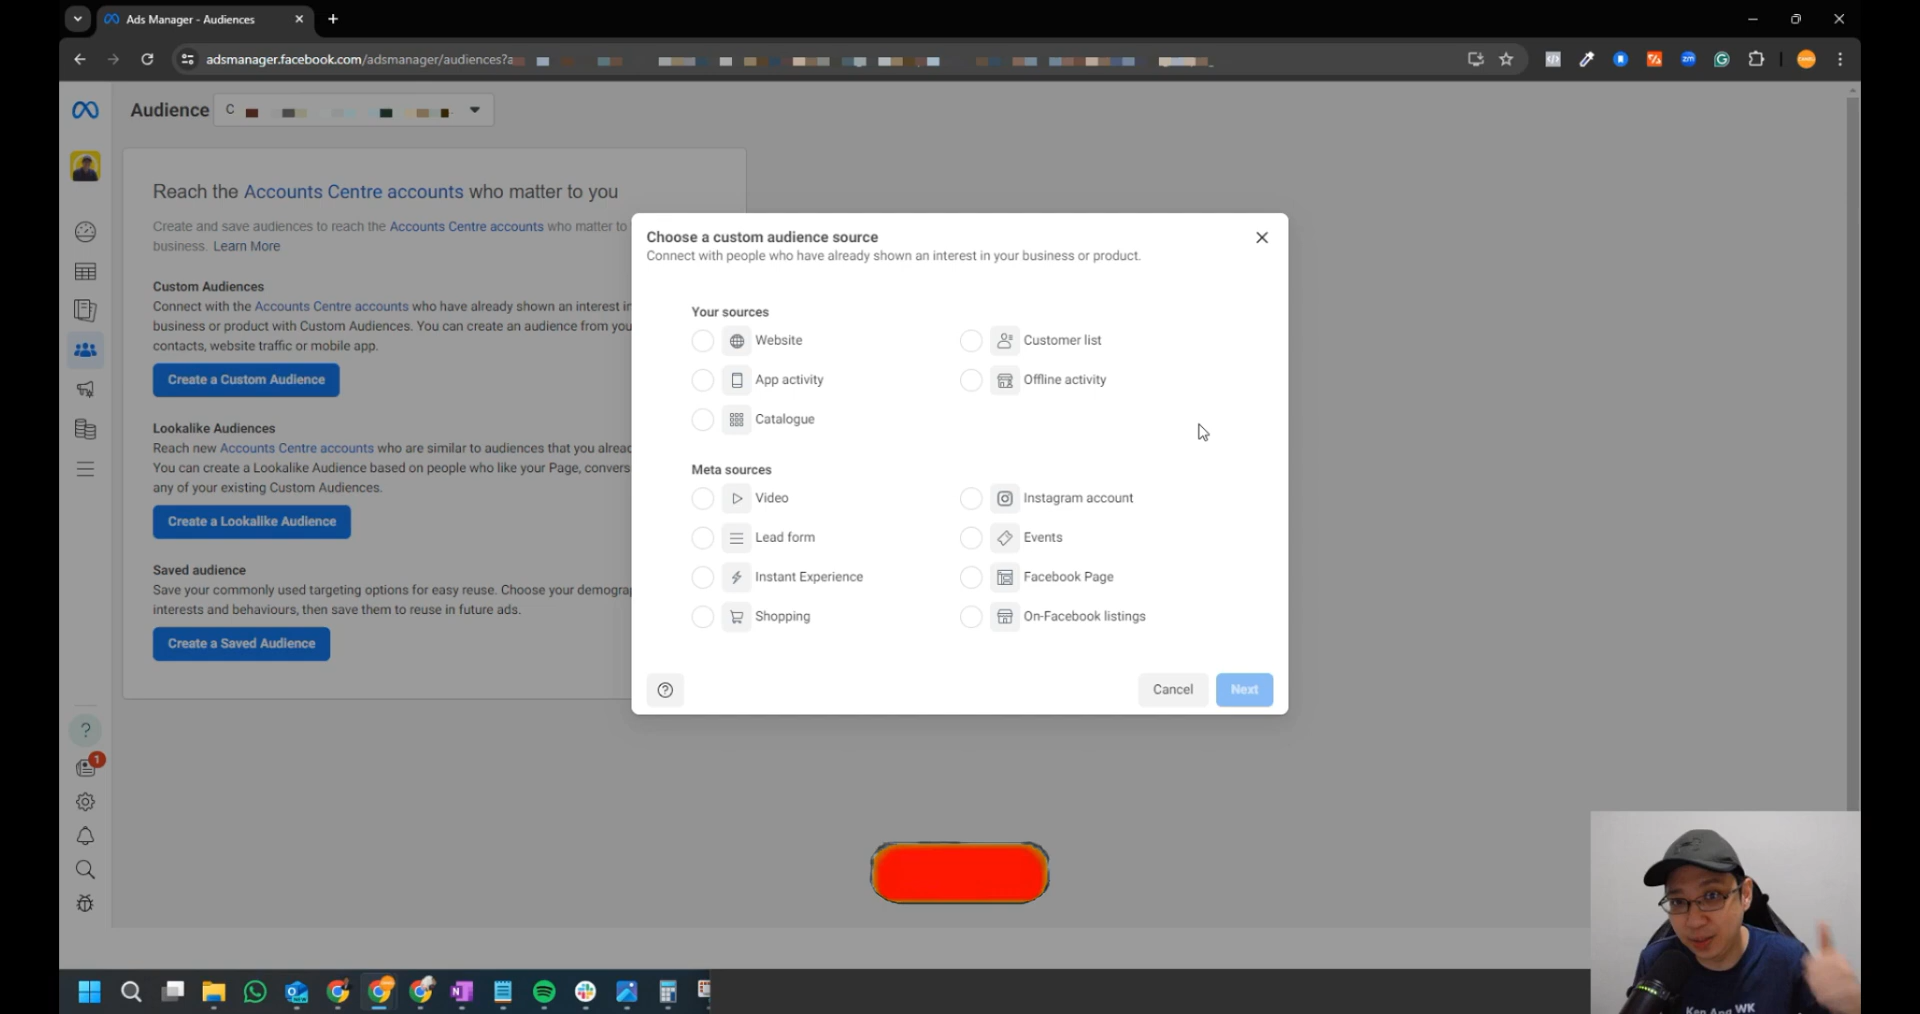 Ads Manager - Audiences
adsmanager.facebook.com/adsmanager/audiences?a
Audience
C
Reach the Accounts Centre accounts who matter to you
Create and save audiences to reach the Accounts Centre accounts who matter to
business. Learn More
Custom Audiences
Connect with the Accounts Centre accounts who have already shown an interest in
business or product with Custom Audiences. You can create an audience from you
contacts, website traffic or mobile app.
Create a Custom Audience
Lookalike Audiences
Reach new Accounts Centre accounts who are similar to audiences that you alread
You can create a Lookalike Audience based on people who like your Page, convers
any of your existing Custom Audiences.
Create a Lookalike Audience
Saved audience
Save your commonly used targeting options for easy reuse. Choose your demogra
interests and behaviours, then save them to reuse in future ads.
Create a Saved Audience
Choose a custom audience source
Connect with people who have already shown an interest in your business or product.
Your sources
Website
Customer list
App activity
Offline activity
Catalogue
Meta sources
Video
Instagram account
Lead form
Events
Instant Experience
Facebook Page
Shopping
On-Facebook listings
Cancel
Next
1
zm
Ken Ang WK